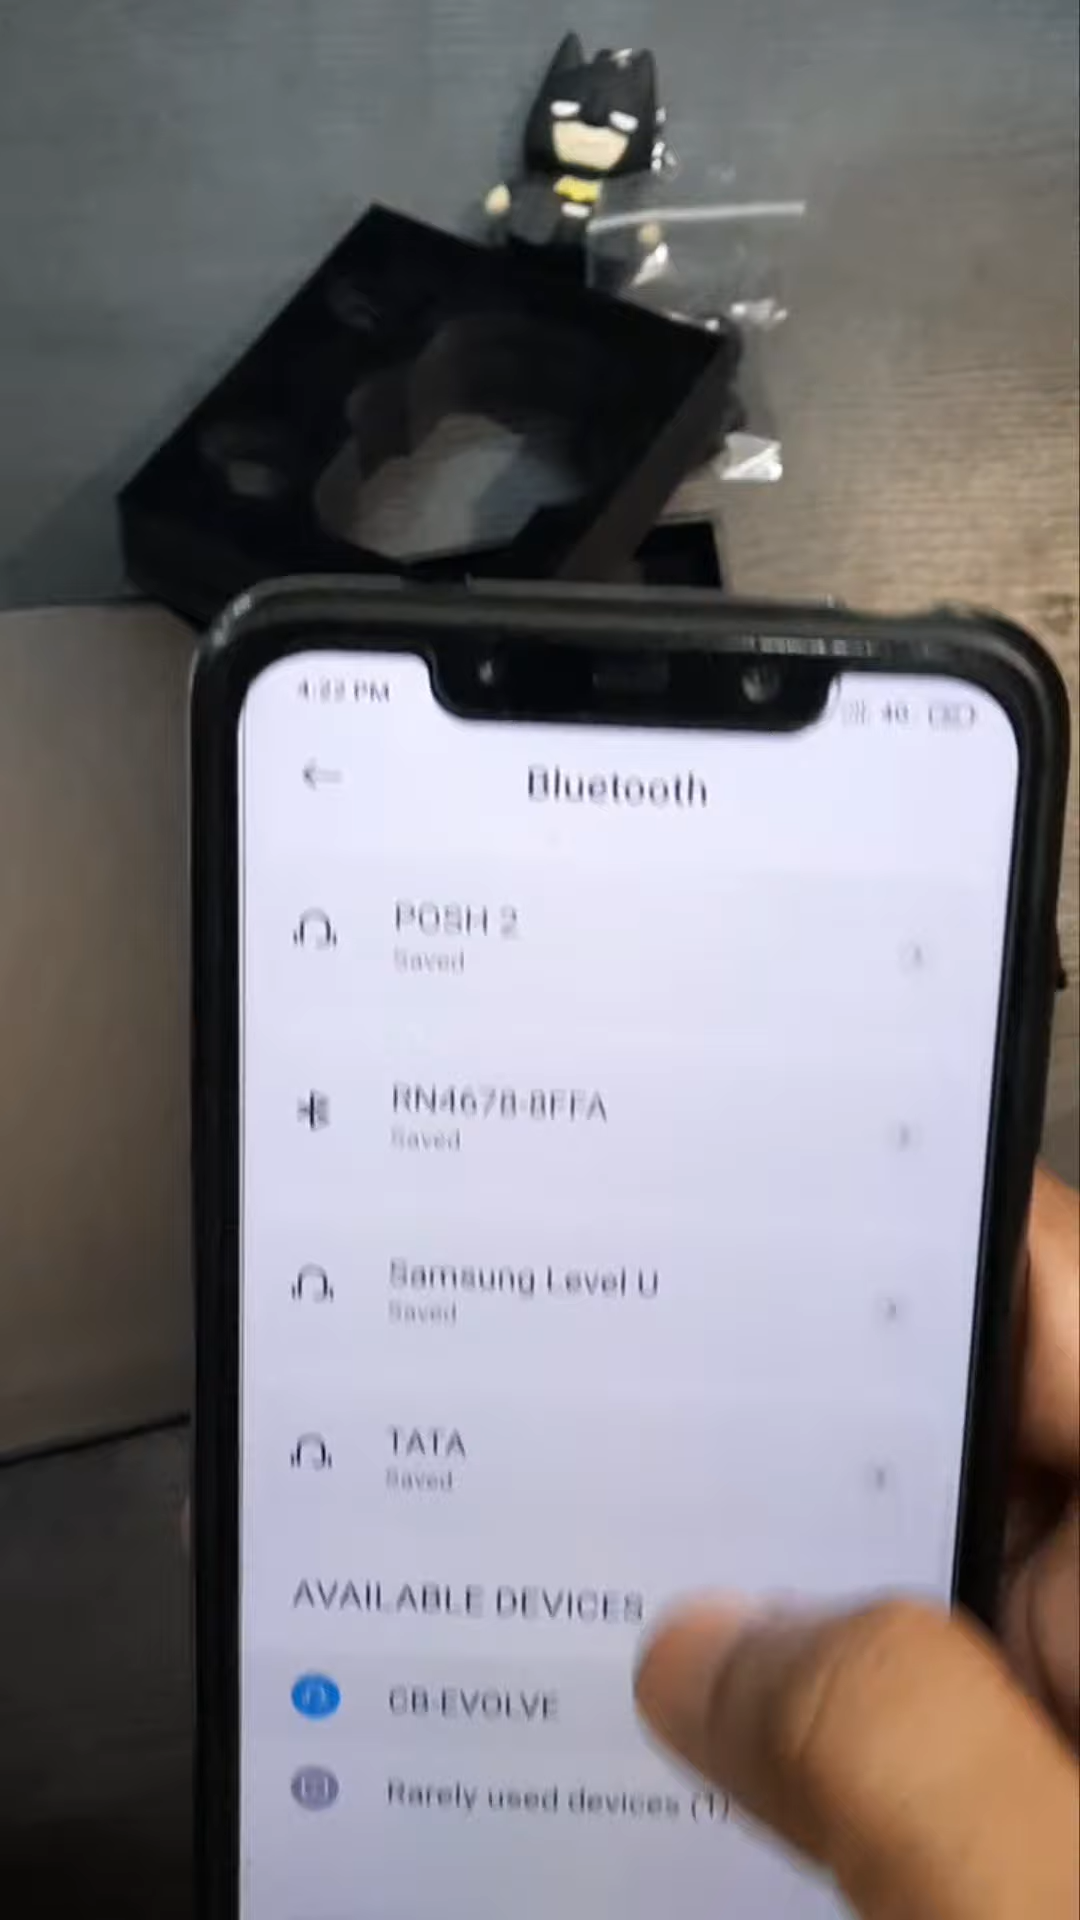 4:22 PM
4G
Bluetooth
POSH 2
Saved
RN4678-8FFA
Saved
Samsung Level U
Saved
TATA
Saved
AVAILABLE DEVICES
CB-EVOLVE
Rarely used devices (1)